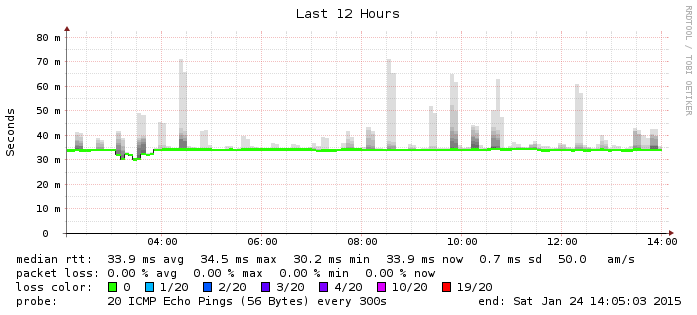 Last 12 Hours
RRDTOOL / TOBI OETIKER
Seconds
80 m
70 m
60 m
50 m
40 m
30 m
20 m
10 m
0
04:00 06:00 08:00 10:00 12:00 14:00
median rtt: 33.9 ms avg 34.5 ms max 30.2 ms min 33.9 ms now 0.7 ms sd 50.0 am/s
packet loss: 0.00 % avg 0.00 % max 0.00 % min 0.00 % now
loss color: 0 1/20 2/20 3/20 4/20 10/20 19/20
probe: 20 ICMP Echo Pings (56 Bytes) every 300s end: Sat Jan 24 14:05:03 2015